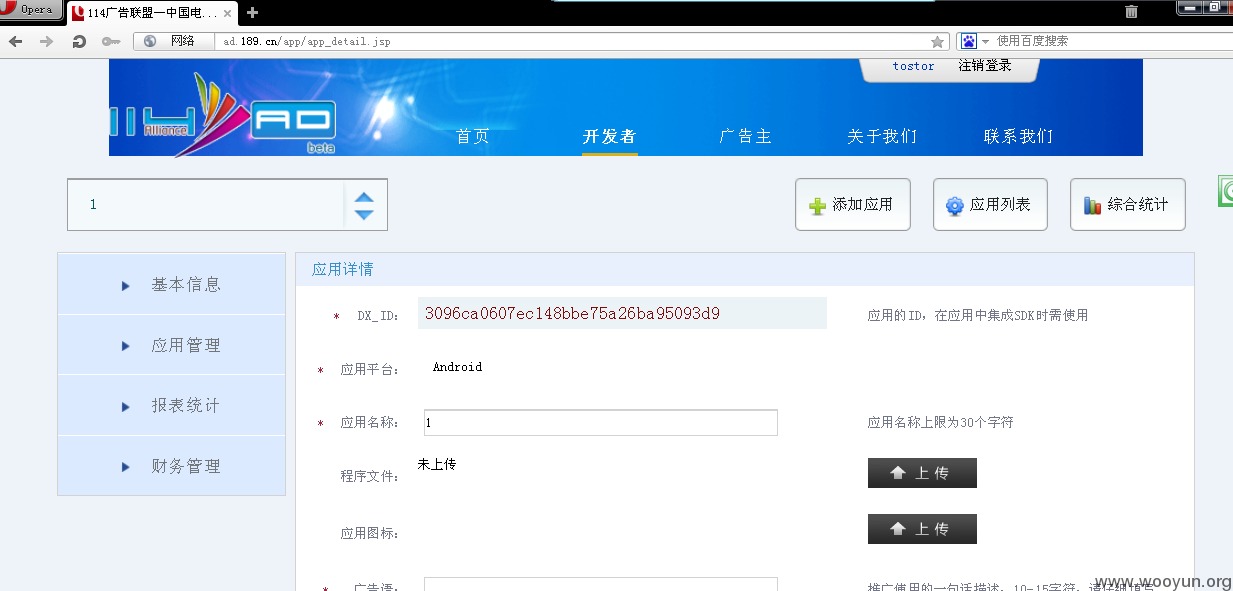 Opera
114广告联盟—中国电...
网络
ad.189.cn/app/app_detail.jsp
使用百度搜索
tostor 注销登录
114 Alliance AD beta
首页 开发者 广告主 关于我们 联系我们
1
添加应用 应用列表 综合统计
基本信息
应用管理
报表统计
财务管理
应用详情
* DX_ID: 3096ca0607ec148bbe75a26ba95093d9 应用的ID，在应用中集成SDK时需使用
* 应用平台: Android
* 应用名称: 1 应用名称上限为30个字符
程序文件: 未上传 上传
应用图标: 上传
* 广告语: 推广使用的一句话描述，10-15字符，请仔细填写
www.wooyun.org